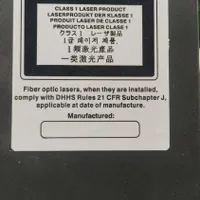 CLASS 1 LASER PRODUCT
LASERPRODUKT DER KLASSE 1
PRODUIT LASER DE CLASSE 1
PRODUCTO LASER CLASE 1
クラス 1 レーザ製品
1급 레이저 제품.
1類激光產品
一类激光产品
Fiber optic lasers, when they are installed,
comply with DHHS Rules 21 CFR Subchapter J,
applicable at date of manufacture.
Manufactured: